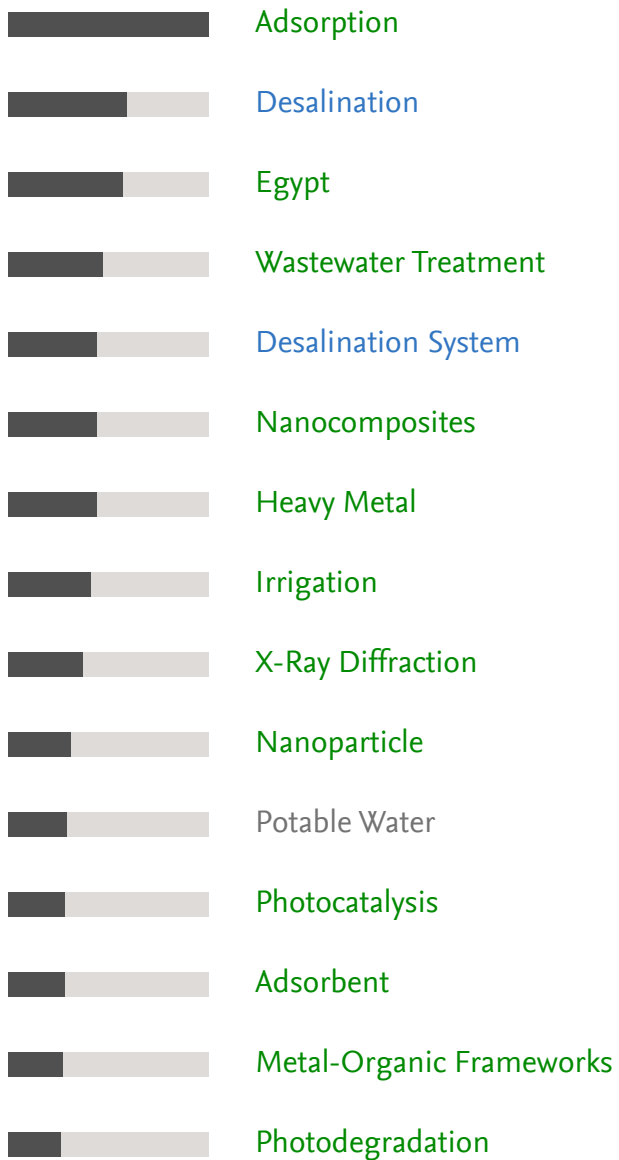 Adsorption
Desalination
Egypt
Wastewater Treatment
Desalination System
Nanocomposites
Heavy Metal
Irrigation
X-Ray Diffraction
Nanoparticle
Potable Water
Photocatalysis
Adsorbent
Metal-Organic Frameworks
Photodegradation